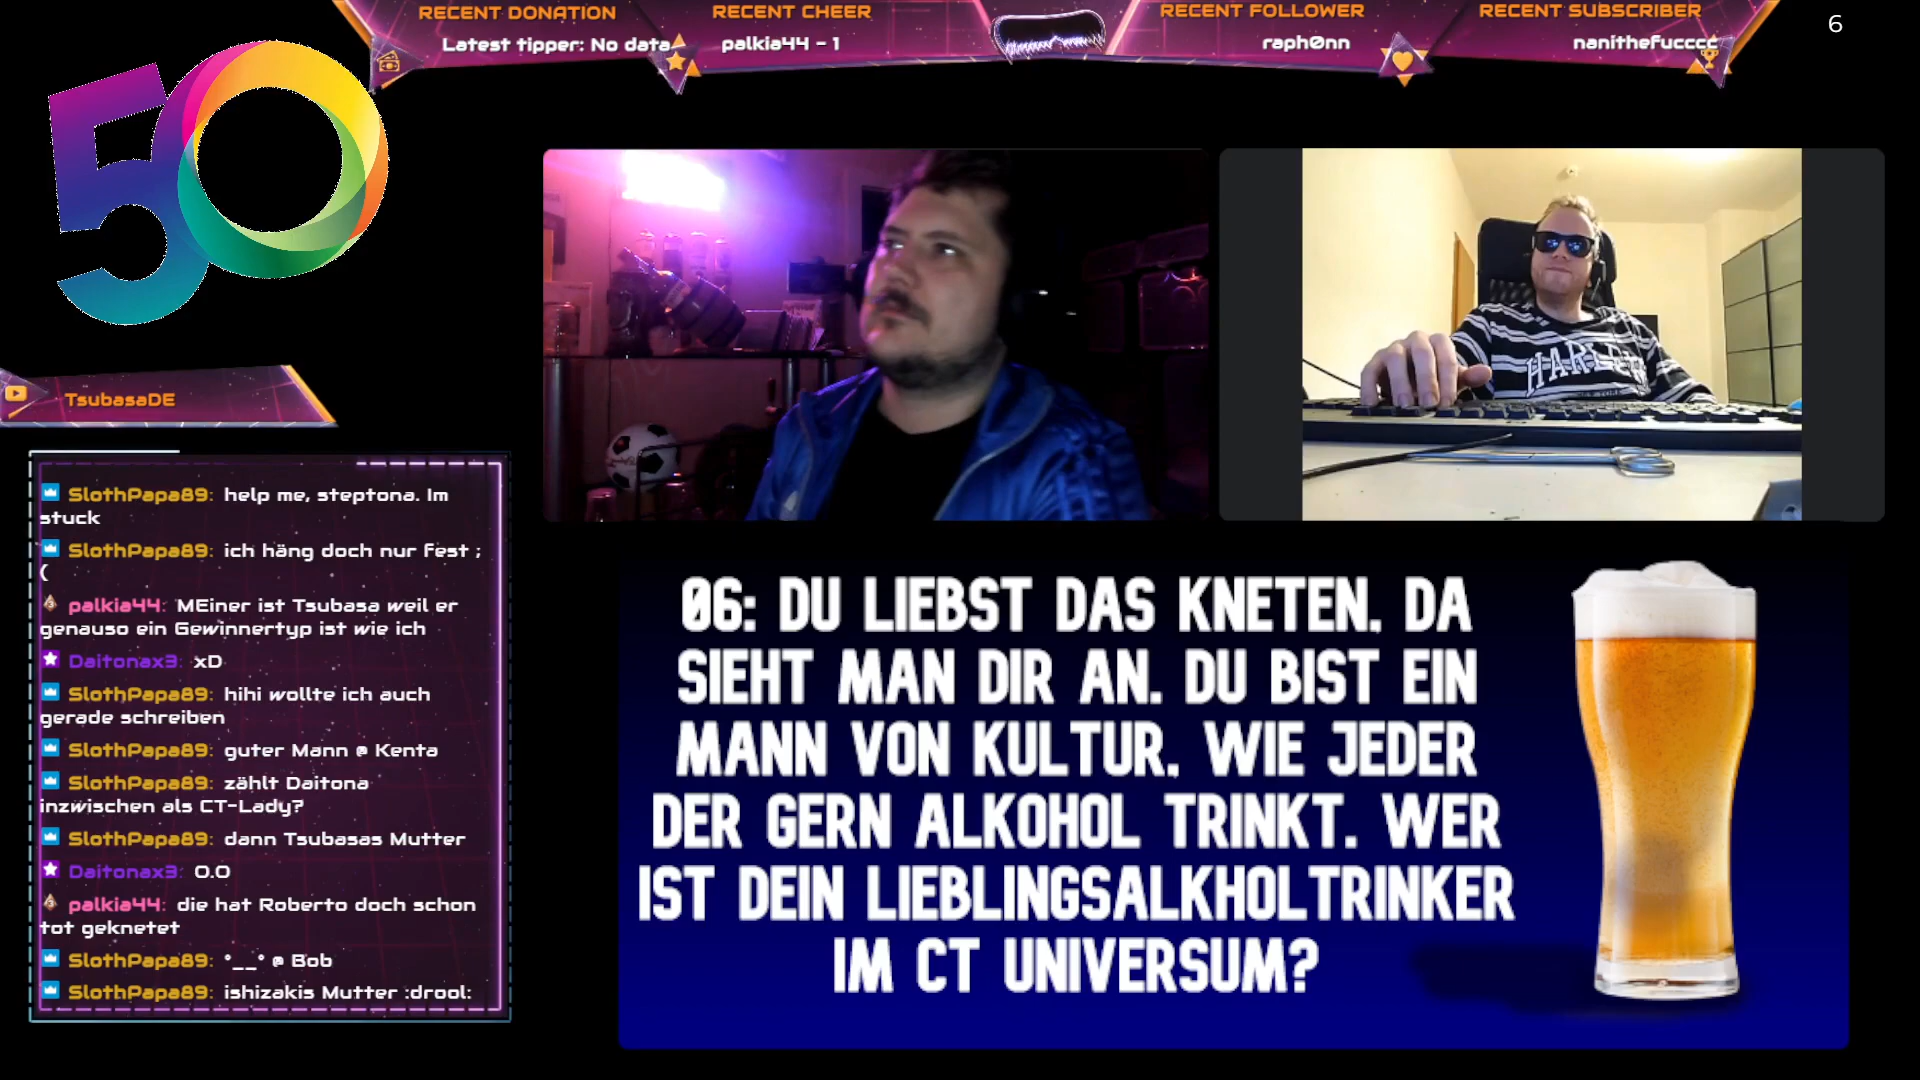 RECENT DONATION
Latest tipper: No data
RECENT CHEER
palkia44 - 1
RECENT FOLLOWER
raph0nn
RECENT SUBSCRIBER
nanithefucccc
6
50
TsubasaDE
SlothPapa89: help me, steptona. Im
stuck
SlothPapa89: ich häng doch nur fest ;
(
palkia44: MEiner ist Tsubasa weil er
genauso ein Gewinnertyp ist wie ich
Daitonax3: xD
SlothPapa89: hihi wollte ich auch
gerade schreiben
SlothPapa89: guter Mann @ Kenta
SlothPapa89: zählt Daitona
inzwischen als CT-Lady?
SlothPapa89: dann Tsubasas Mutter
Daitonax3: O.O
palkia44: die hat Roberto doch schon
tot geknetet
SlothPapa89: °__° @ Bob
SlothPapa89: ishizakis Mutter :drool:
HARLEM
06: DU LIEBST DAS KNETEN. DA
SIEHT MAN DIR AN. DU BIST EIN
MANN VON KULTUR. WIE JEDER
DER GERN ALKOHOL TRINKT. WER
IST DEIN LIEBLINGSALKHOLTRINKER
IM CT UNIVERSUM?